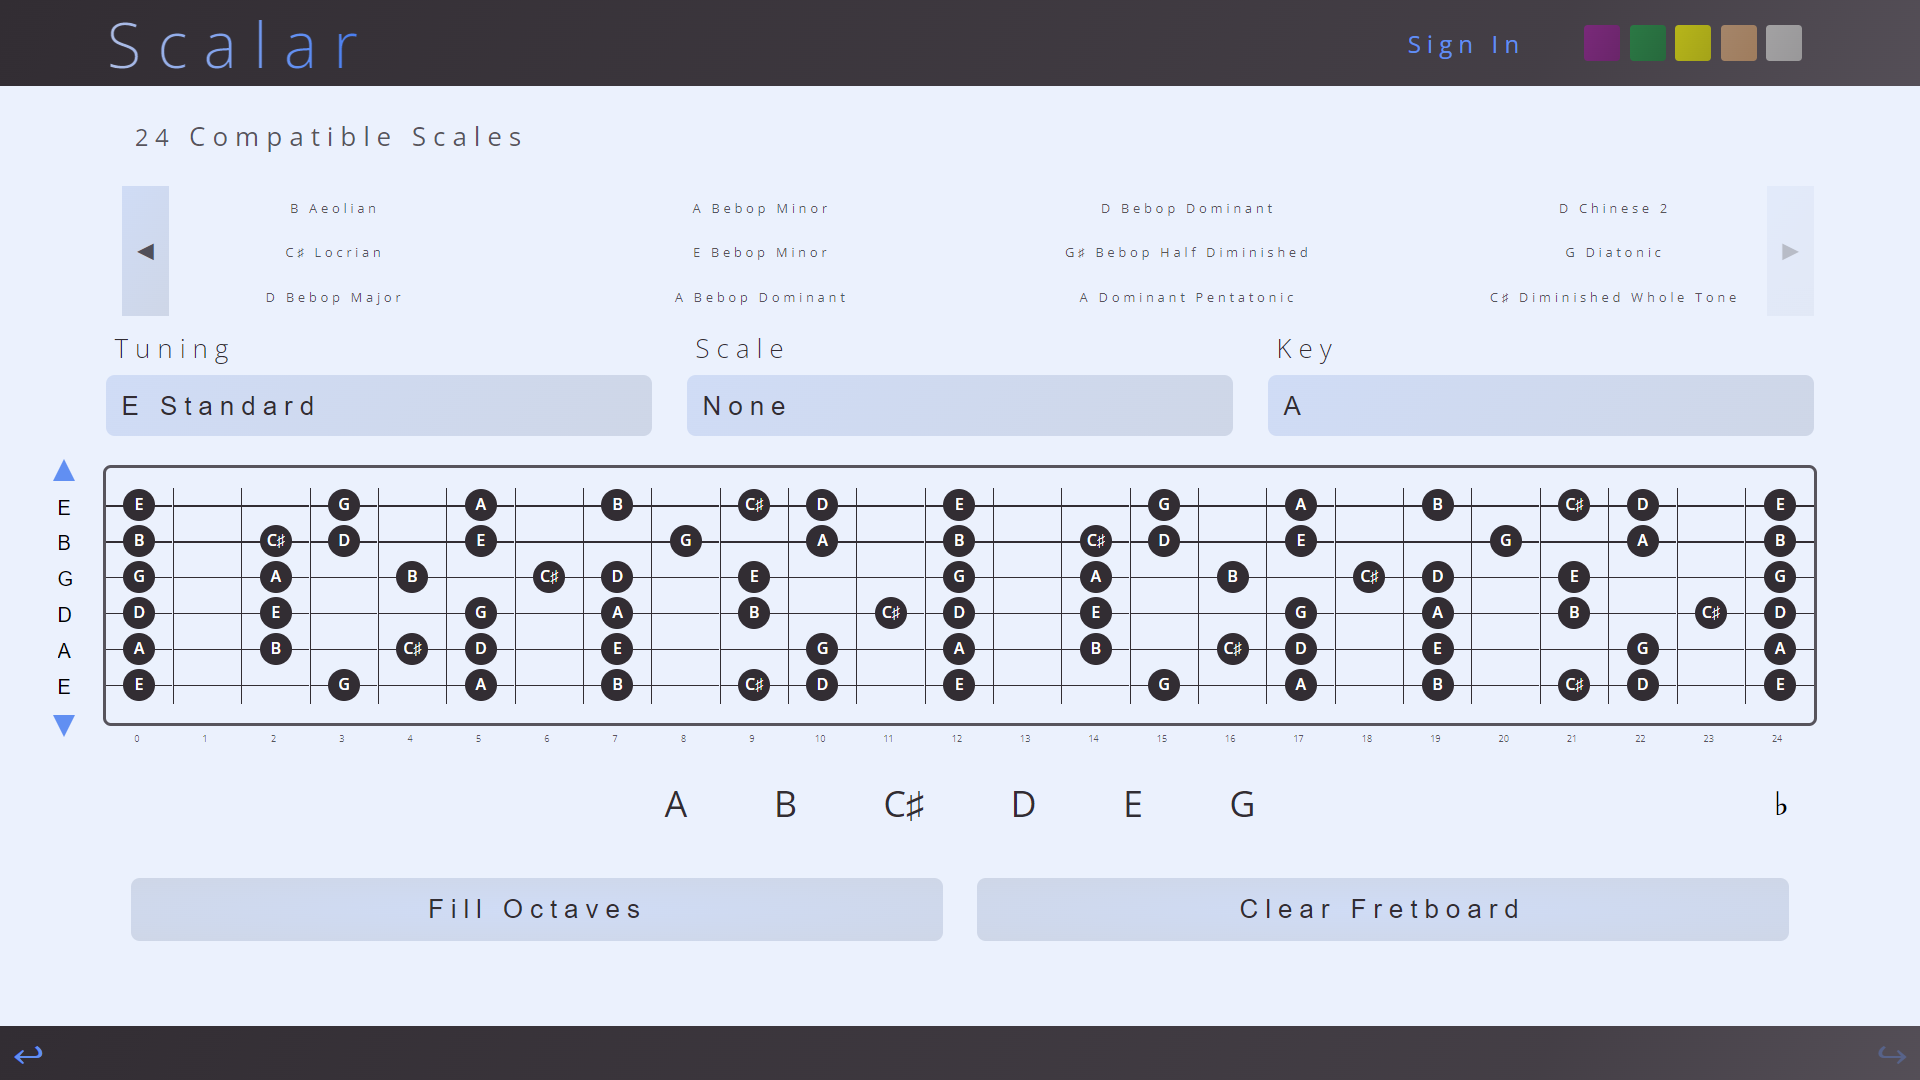 Scalar
Sign In
24 Compatible Scales
B Aeolian A Bebop Minor D Bebop Dominant D Chinese 2
◀ C♯ Locrian E Bebop Minor G♯ Bebop Half Diminished G Diatonic ▶
D Bebop Major A Bebop Dominant A Dominant Pentatonic C♯ Diminished Whole Tone
Tuning Scale Key
E Standard None A
E E G A B C♯ D E G A B C♯ D E
B B C♯ D E G A B C♯ D E G A B
G G A B C♯ D E G A B C♯ D E G
D D E G A B C♯ D E G A B C♯ D
A A B C♯ D E G A B C♯ D E G A
E E G A B C♯ D E G A B C♯ D E
0 1 2 3 4 5 6 7 8 9 10 11 12 13 14 15 16 17 18 19 20 21 22 23 24
A B C♯ D E G ♭
Fill Octaves Clear Fretboard